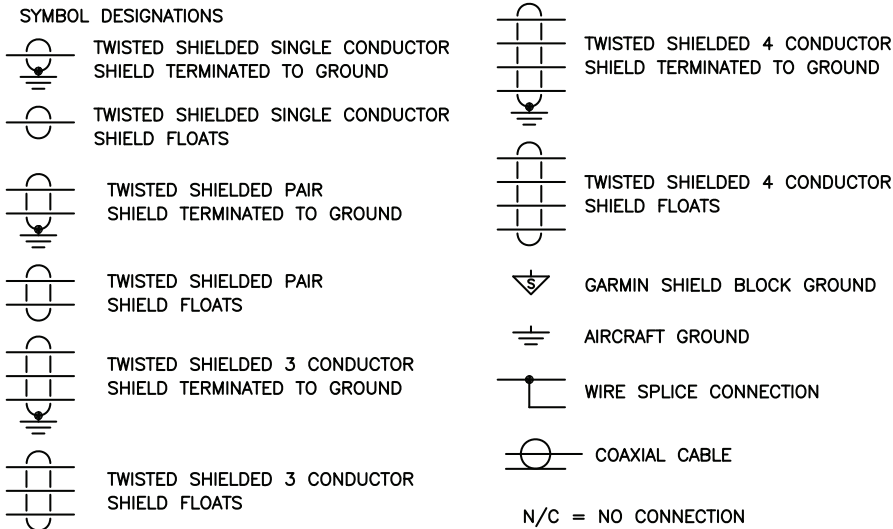 SYMBOL DESIGNATIONS
TWISTED SHIELDED SINGLE CONDUCTOR
SHIELD TERMINATED TO GROUND
TWISTED SHIELDED SINGLE CONDUCTOR
SHIELD FLOATS
TWISTED SHIELDED PAIR
SHIELD TERMINATED TO GROUND
TWISTED SHIELDED PAIR
SHIELD FLOATS
TWISTED SHIELDED 3 CONDUCTOR
SHIELD TERMINATED TO GROUND
TWISTED SHIELDED 3 CONDUCTOR
SHIELD FLOATS
TWISTED SHIELDED 4 CONDUCTOR
SHIELD TERMINATED TO GROUND
TWISTED SHIELDED 4 CONDUCTOR
SHIELD FLOATS
S
GARMIN SHIELD BLOCK GROUND
AIRCRAFT GROUND
WIRE SPLICE CONNECTION
COAXIAL CABLE
N/C = NO CONNECTION